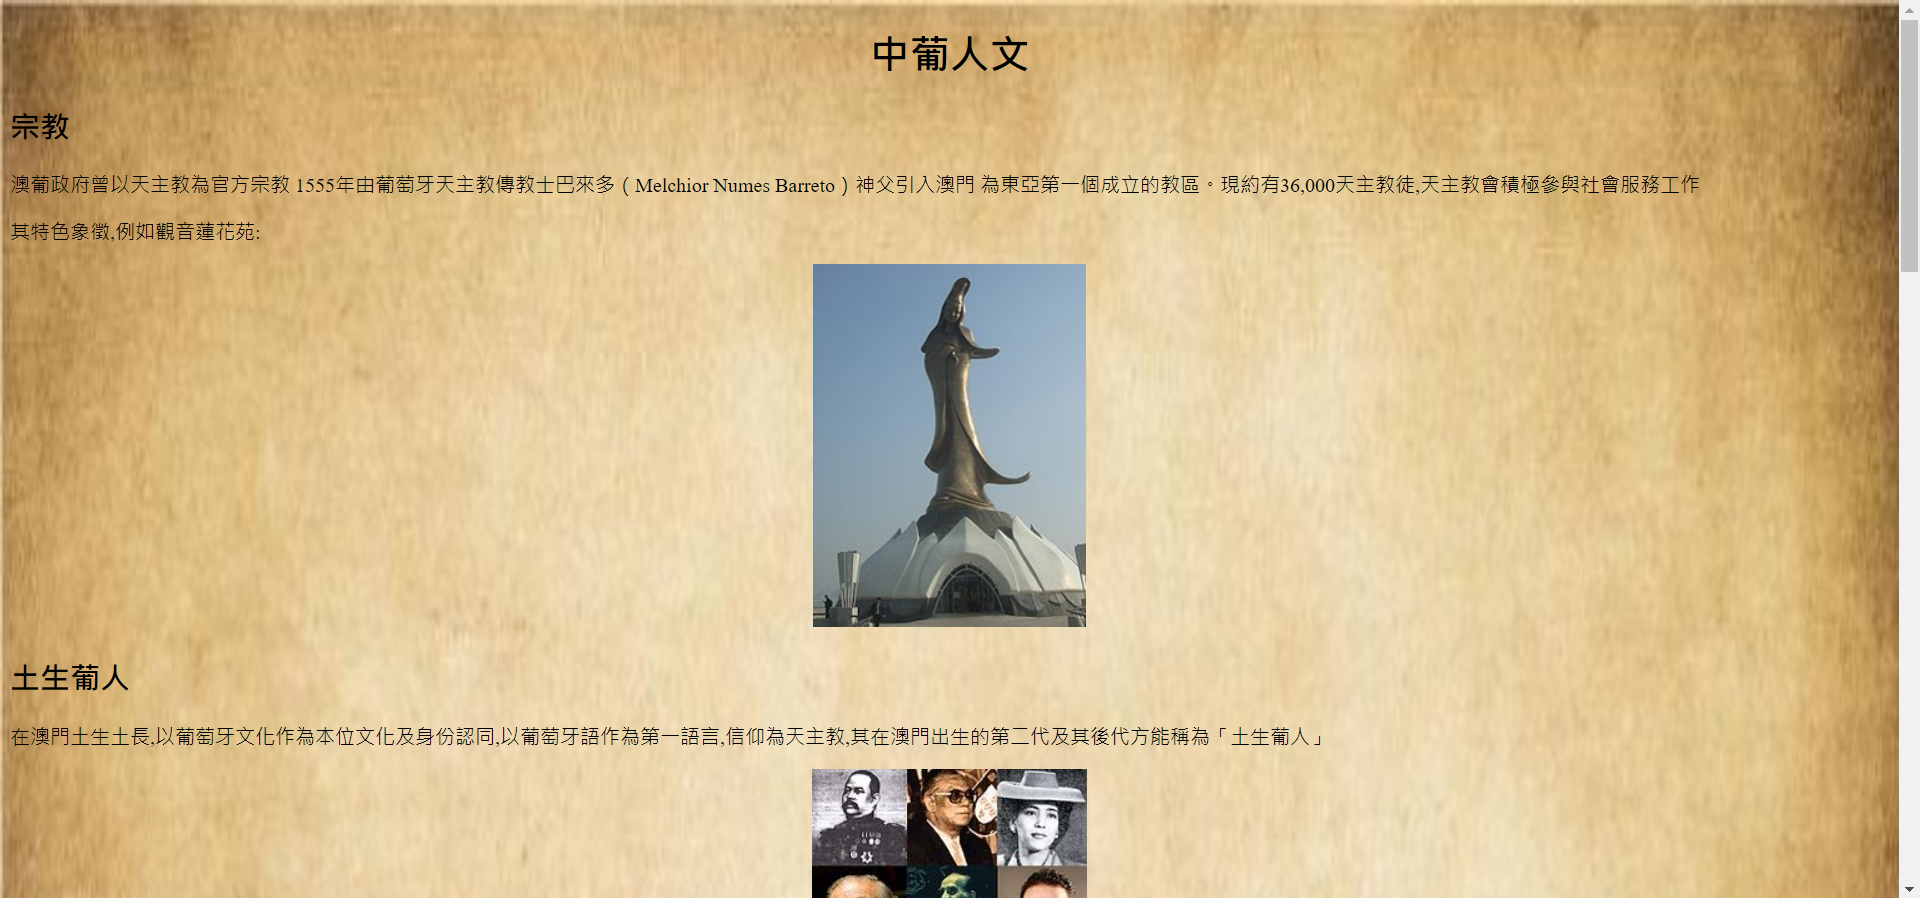 中葡人文
宗教
澳葡政府曾以天主教為官方宗教 1555年由葡萄牙天主教傳教士巴來多（Melchior Numes Barreto）神父引入澳門 為東亞第一個成立的教區。現約有36,000天主教徒,天主教會積極參與社會服務工作
其特色象徵,例如觀音蓮花苑:
土生葡人
在澳門土生土長,以葡萄牙文化作為本位文化及身份認同,以葡萄牙語作為第一語言,信仰為天主教,其在澳門出生的第二代及其後代方能稱為「土生葡人」